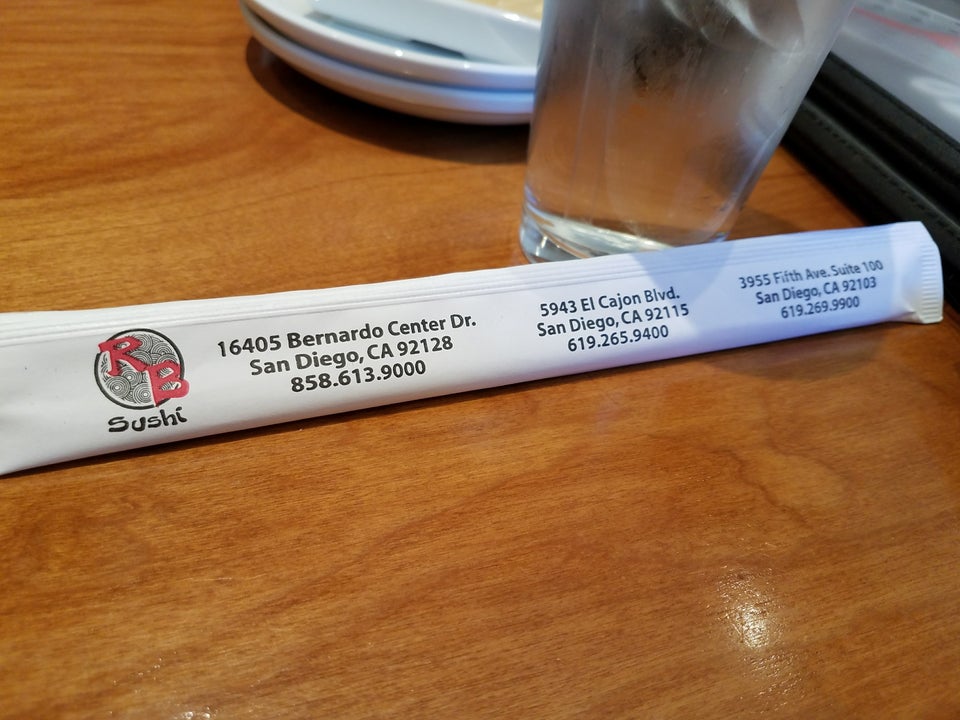 RB
Sushi
16405 Bernardo Center Dr.
San Diego, CA 92128
858.613.9000
5943 El Cajon Blvd.
San Diego, CA 92115
619.265.9400
3955 Fifth Ave. Suite 100
San Diego, CA 92103
619.269.9900